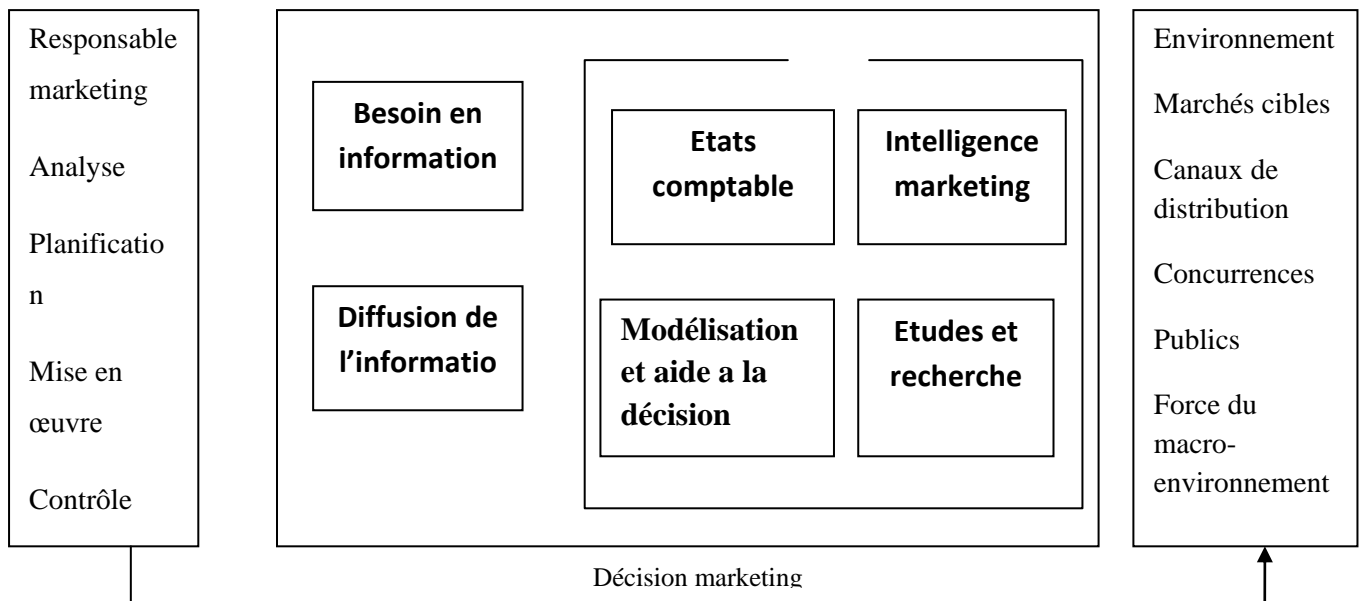 Responsable
marketing
Analyse
Planificatio
n
Mise en
œuvre
Contrôle
Besoin en
information
Diffusion de
l’informatio
Etats
comptable
Intelligence
marketing
Modélisation
et aide a la
décision
Etudes et
recherche
Environnement
Marchés cibles
Canaux de
distribution
Concurrences
Publics
Force du
macro-
environnement
Décision marketing